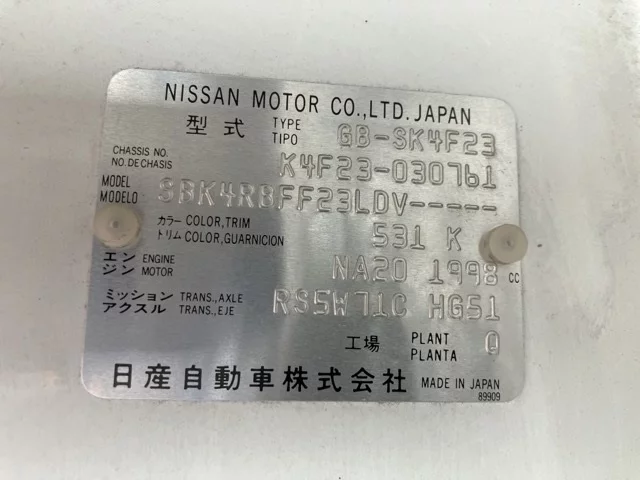 NISSAN MOTOR CO.,LTD. JAPAN
型式 TYPE TIPO GB-SK4F23
CHASSIS NO. NO. DE CHASIS K4F23-030761
MODEL MODELO SBK4RBFF23LDV-----
カラー COLOR,TRIM
トリム COLOR,GUARNICION 531 K
エンジン ENGINE MOTOR NA20 1998 CC
ミッション TRANS.,AXLE
アクスル TRANS.,EJE RS5W71C HG51
工場 PLANT PLANTA 0
日産自動車株式会社 MADE IN JAPAN
89909